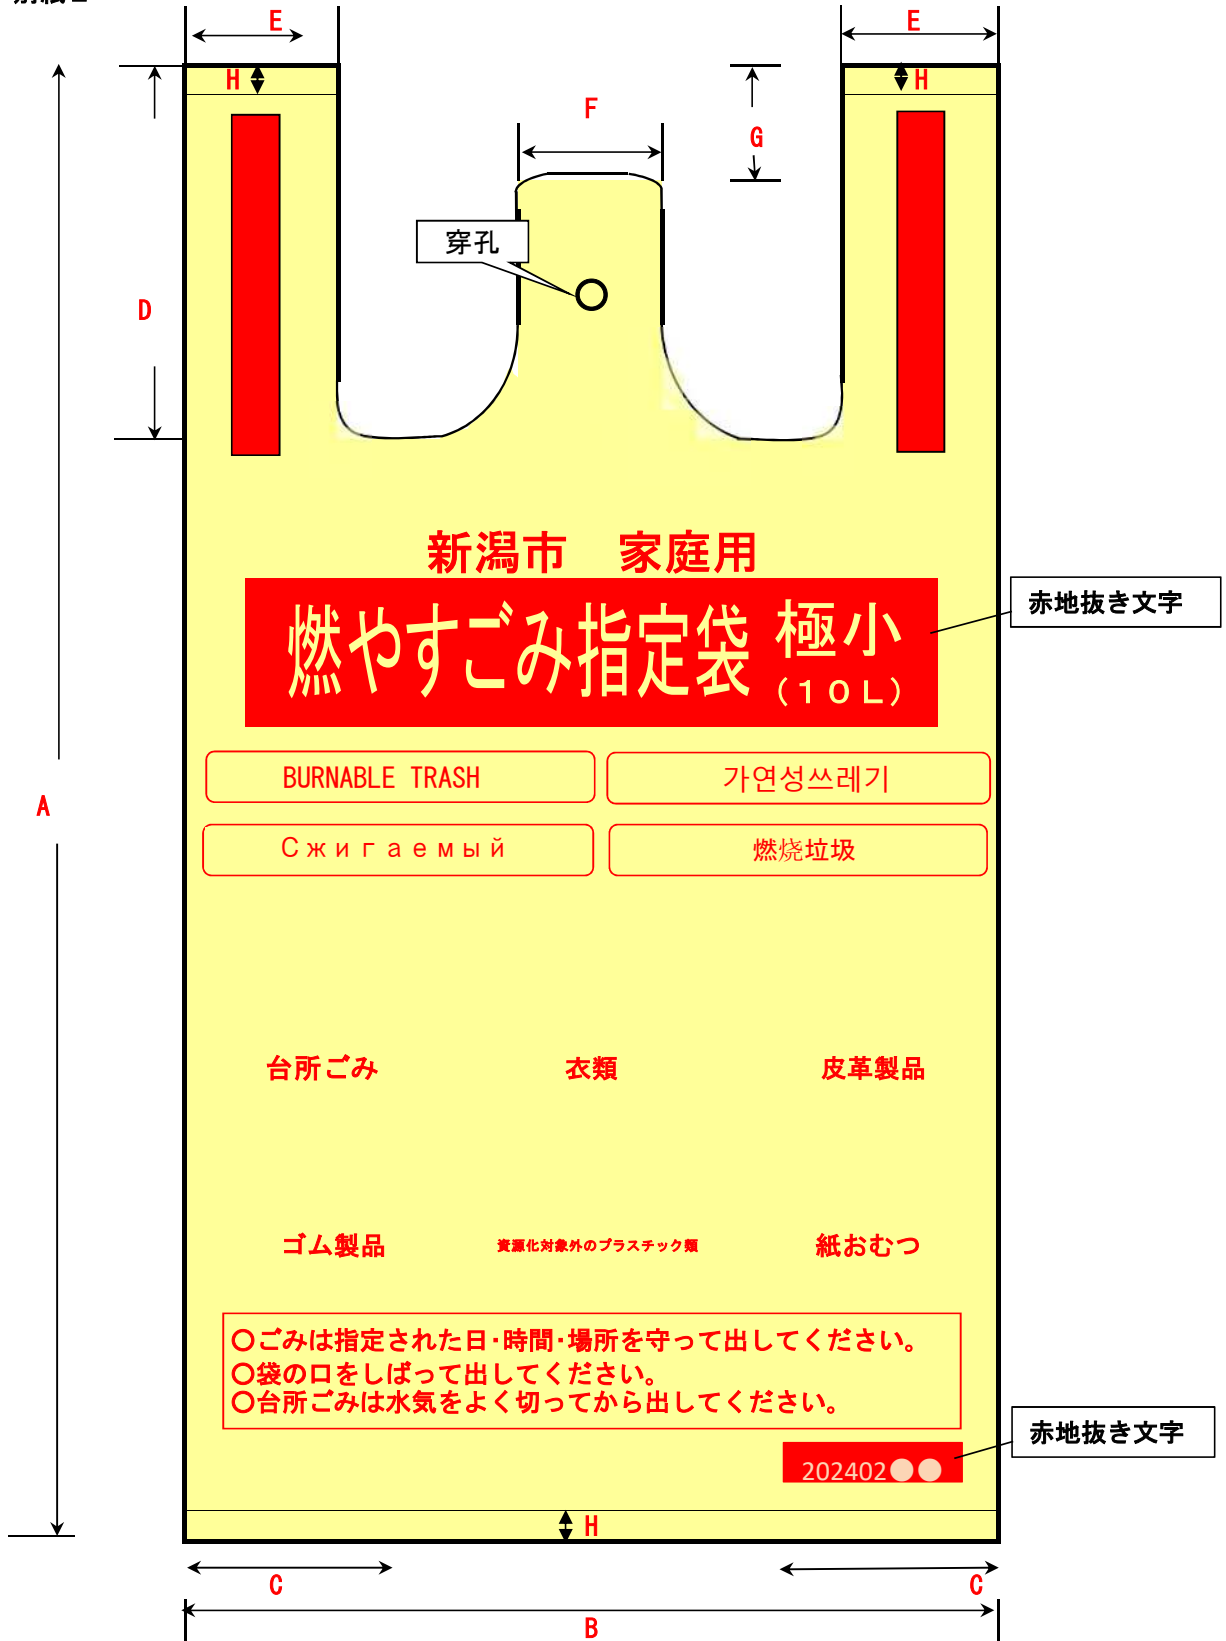 E
E
H
H
F
G
穿孔
D
新潟市　家庭用
燃やすごみ指定袋 極小
（１０Ｌ）
赤地抜き文字
BURNABLE TRASH
가연성쓰레기
A
Сжигаемый
燃烧垃圾
台所ごみ
衣類
皮革製品
ゴム製品
資源化対象外のプラスチック類
紙おむつ
○ごみは指定された日・時間・場所を守って出してください。
○袋の口をしばって出してください。
○台所ごみは水気をよく切ってから出してください。
赤地抜き文字
202402●●
H
C
C
B